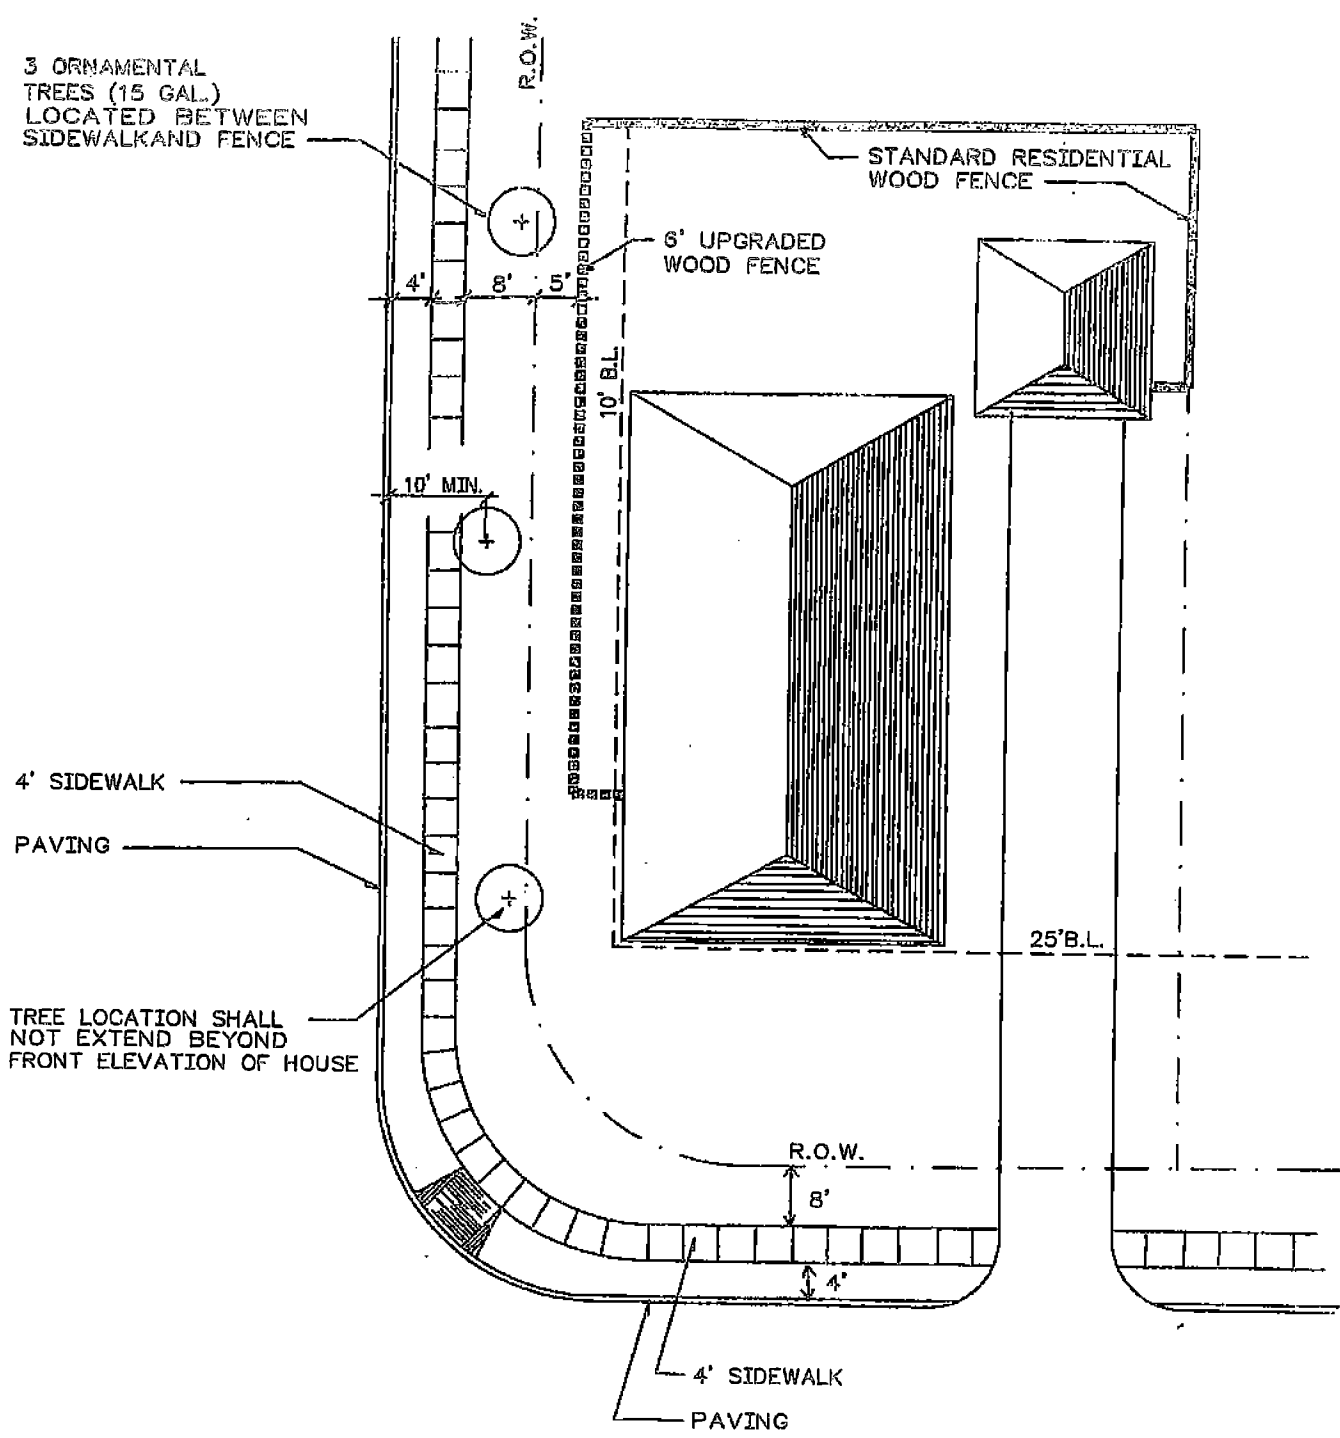 R.O.W.
3 ORNAMENTAL
TREES (15 GAL.)
LOCATED BETWEEN
SIDEWALKAND FENCE
STANDARD RESIDENTIAL
WOOD FENCE
6' UPGRADED
WOOD FENCE
4'
8'
5'
10' B.L.
10' MIN.
4' SIDEWALK
PAVING
25'B.L.
TREE LOCATION SHALL
NOT EXTEND BEYOND
FRONT ELEVATION OF HOUSE
R.O.W.
8'
4'
4' SIDEWALK
PAVING